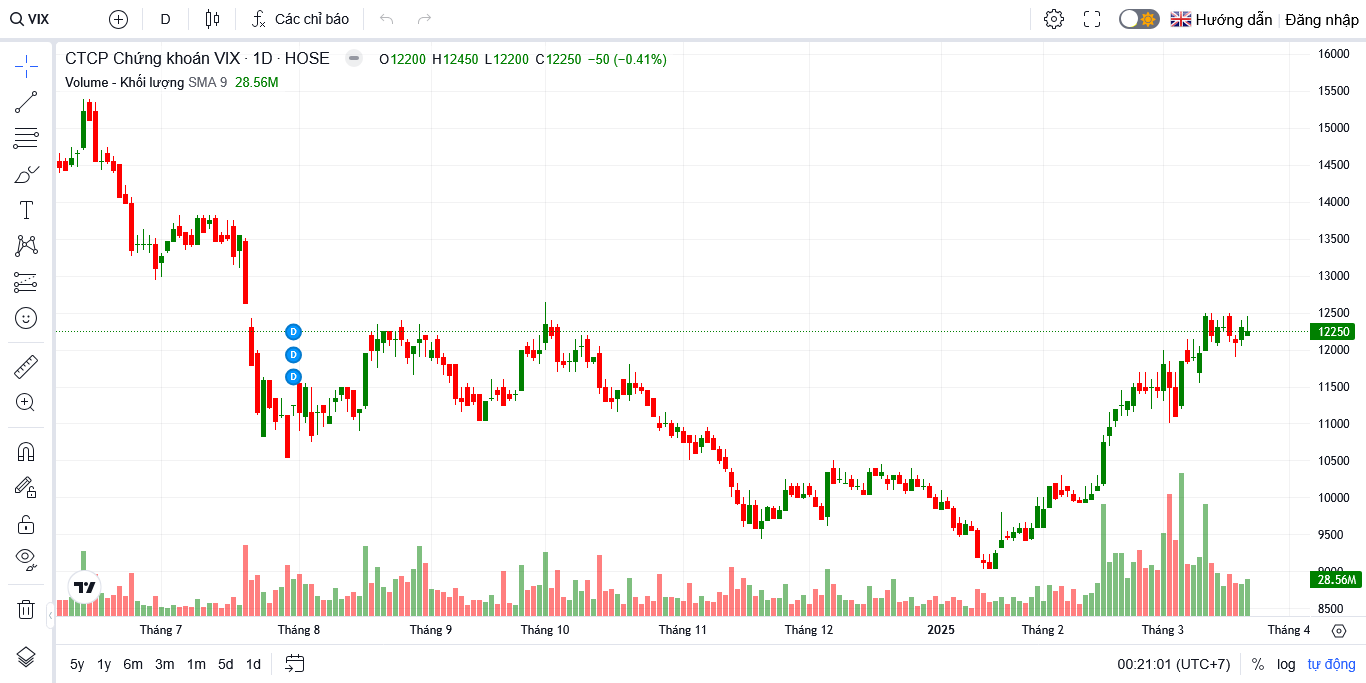 VIX D Các chỉ báo Hướng dẫn Đăng nhập
CTCP Chứng khoán VIX · 1D · HOSE O12200 H12450 L12200 C12250 −50 (−0.41%)
Volume - Khối lượng SMA 9 28.56M
16000
15500
15000
14500
14000
13500
13000
12500
12250
12000
11500
11000
10500
10000
9500
9000
28.56M
8500
D
D
D
Tháng 7 Tháng 8 Tháng 9 Tháng 10 Tháng 11 Tháng 12 2025 Tháng 2 Tháng 3 Tháng 4
5y 1y 6m 3m 1m 5d 1d 00:21:01 (UTC+7) % log tự động